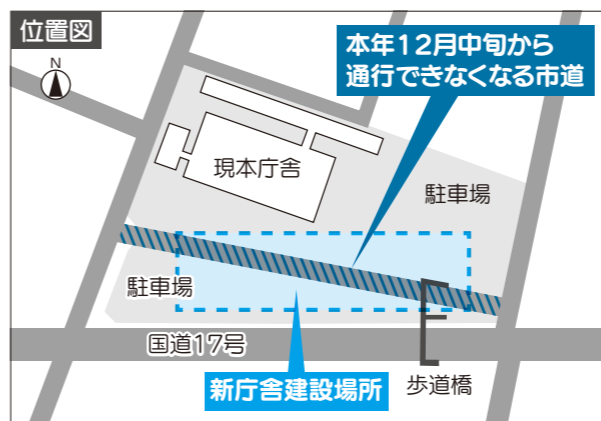 位置図
N
本年12月中旬から
通行できなくなる市道
現本庁舎
駐車場
駐車場
国道17号
新庁舎建設場所
歩道橋